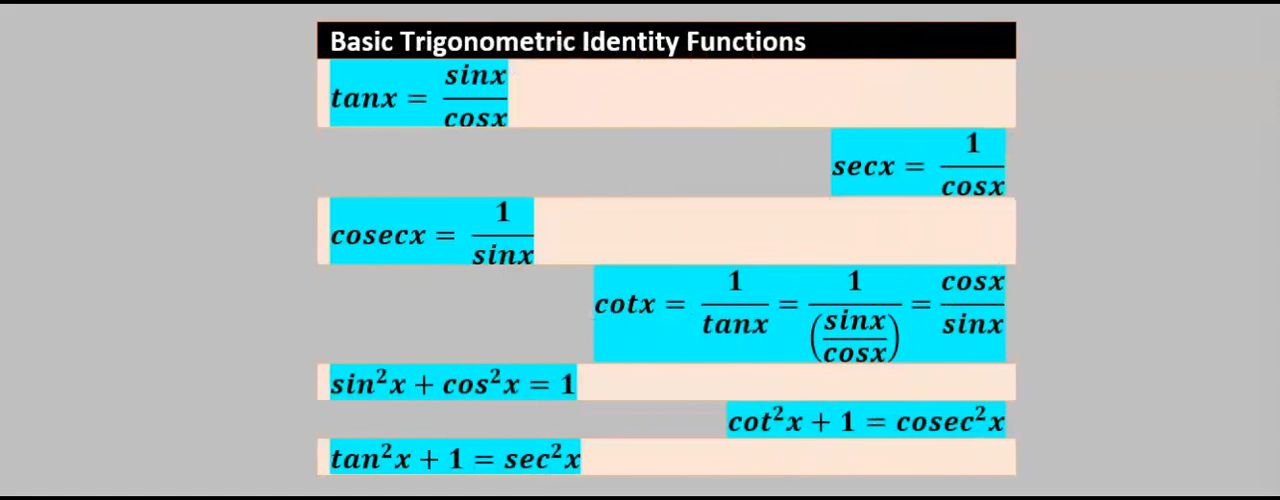 Basic Trigonometric Identity Functions
tanx = sinx/cosx
secx = 1/cosx
cosecx = 1/sinx
cotx = 1/tanx = 1/(sinx/cosx) = cosx/sinx
sin²x + cos²x = 1
cot²x + 1 = cosec²x
tan²x + 1 = sec²x